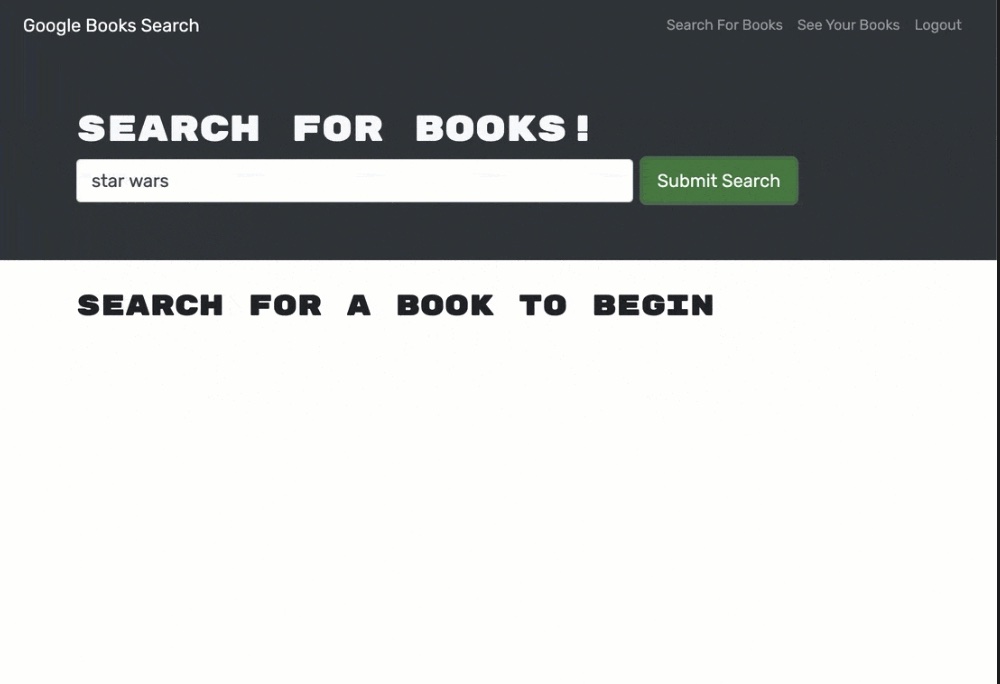 Google Books Search Search For Books See Your Books Logout
SEARCH FOR BOOKS!
star wars Submit Search
SEARCH FOR A BOOK TO BEGIN